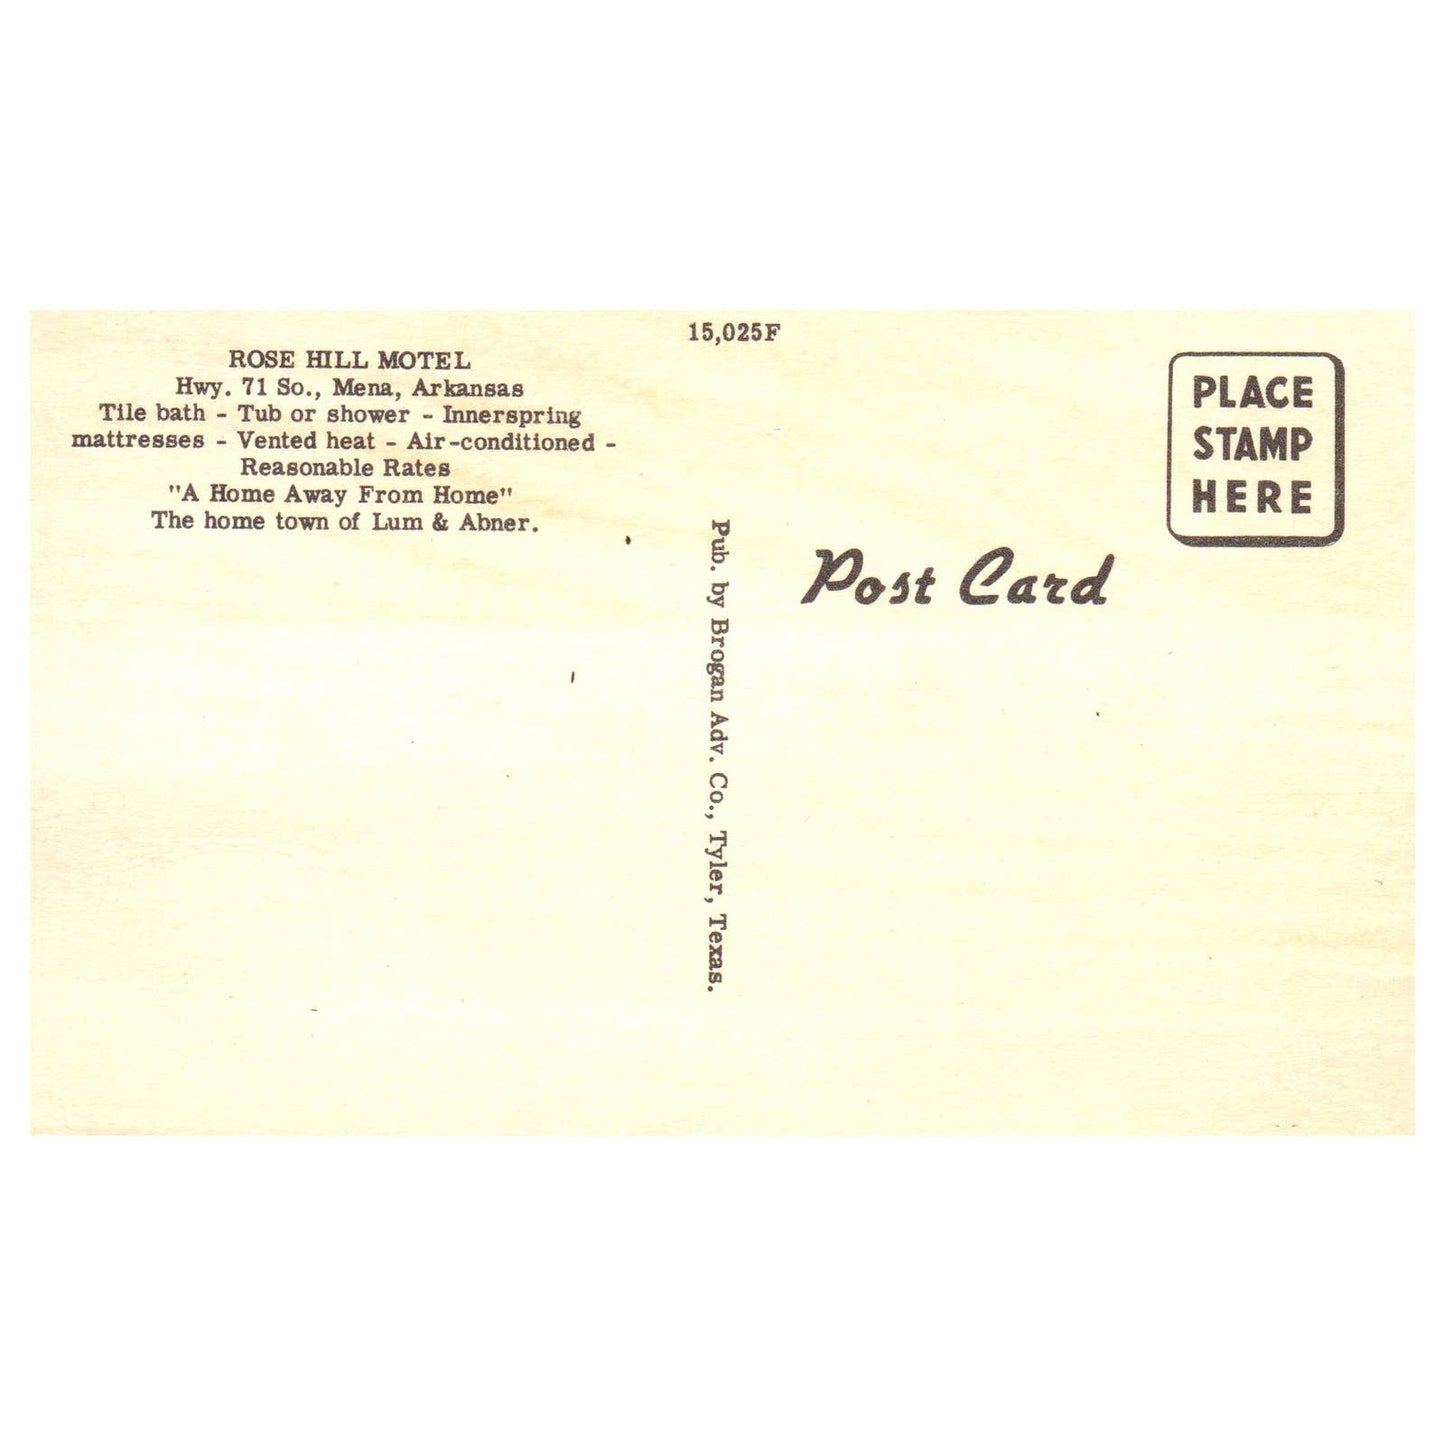 15,025F
ROSE HILL MOTEL
Hwy. 71 So., Mena, Arkansas
Tile bath - Tub or shower - Innerspring
mattresses - Vented heat - Air-conditioned -
Reasonable Rates
"A Home Away From Home"
The home town of Lum & Abner.
Pub. by Brogan Adv. Co., Tyler, Texas.
PLACE
STAMP
HERE
Post Card